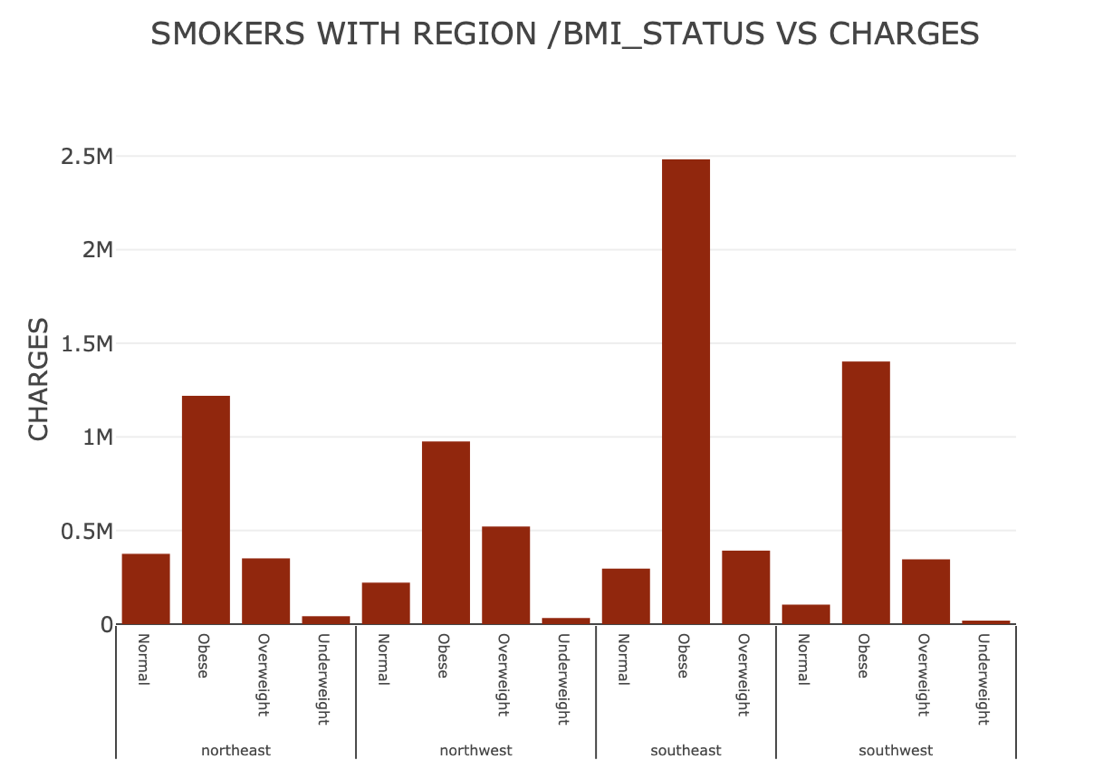 SMOKERS WITH REGION /BMI_STATUS VS CHARGES
CHARGES
2.5M
2M
1.5M
1M
0.5M
0
Normal
Obese
Overweight
Underweight
Normal
Obese
Overweight
Underweight
Normal
Obese
Overweight
Normal
Obese
Overweight
Underweight
northeast
northwest
southeast
southwest